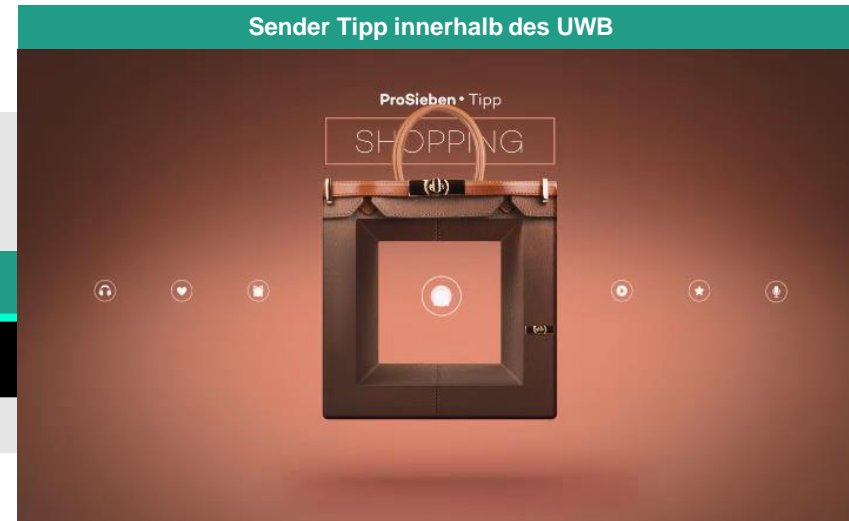 Sender Tipp innerhalb des UWB
ProSieben • Tipp
SHOPPING